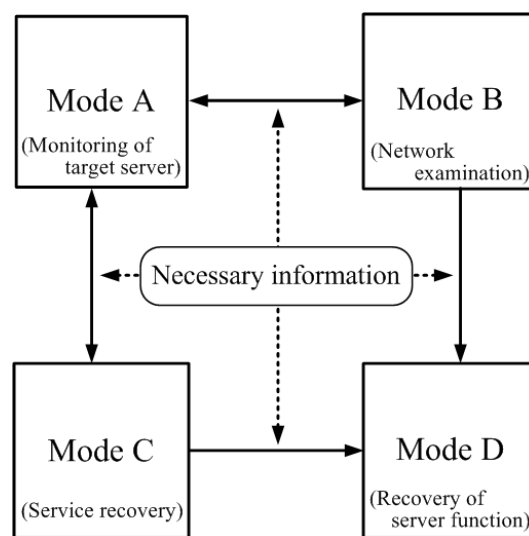 Mode A
(Monitoring of
target server)
Mode B
(Network
examination)
Necessary information
Mode C
(Service recovery)
Mode D
(Recovery of
server function)